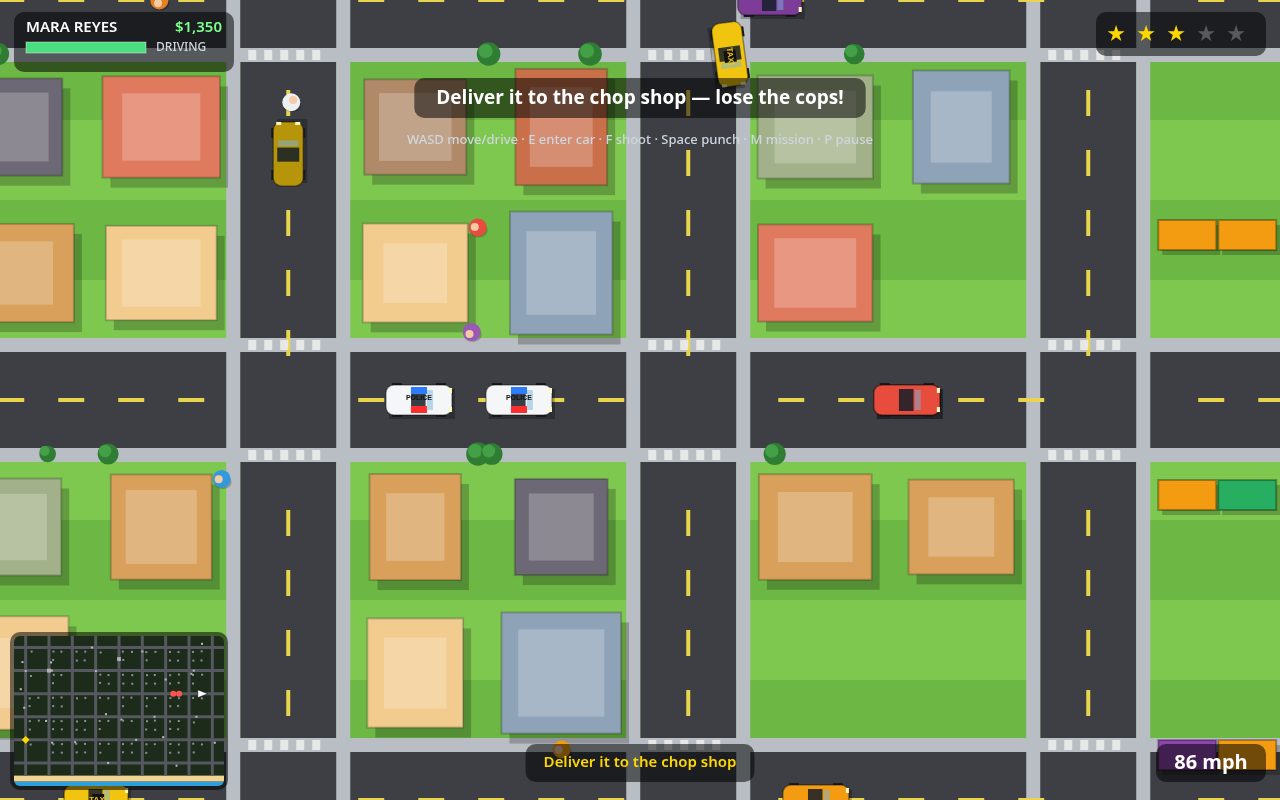 MARA REYES $1,350
DRIVING
★ ★ ★ ★ ★
TAXI
Deliver it to the chop shop — lose the cops!
WASD move/drive · E enter car · F shoot · Space punch · M mission · P pause
POLICE POLICE
Deliver it to the chop shop
86 mph
TAXI